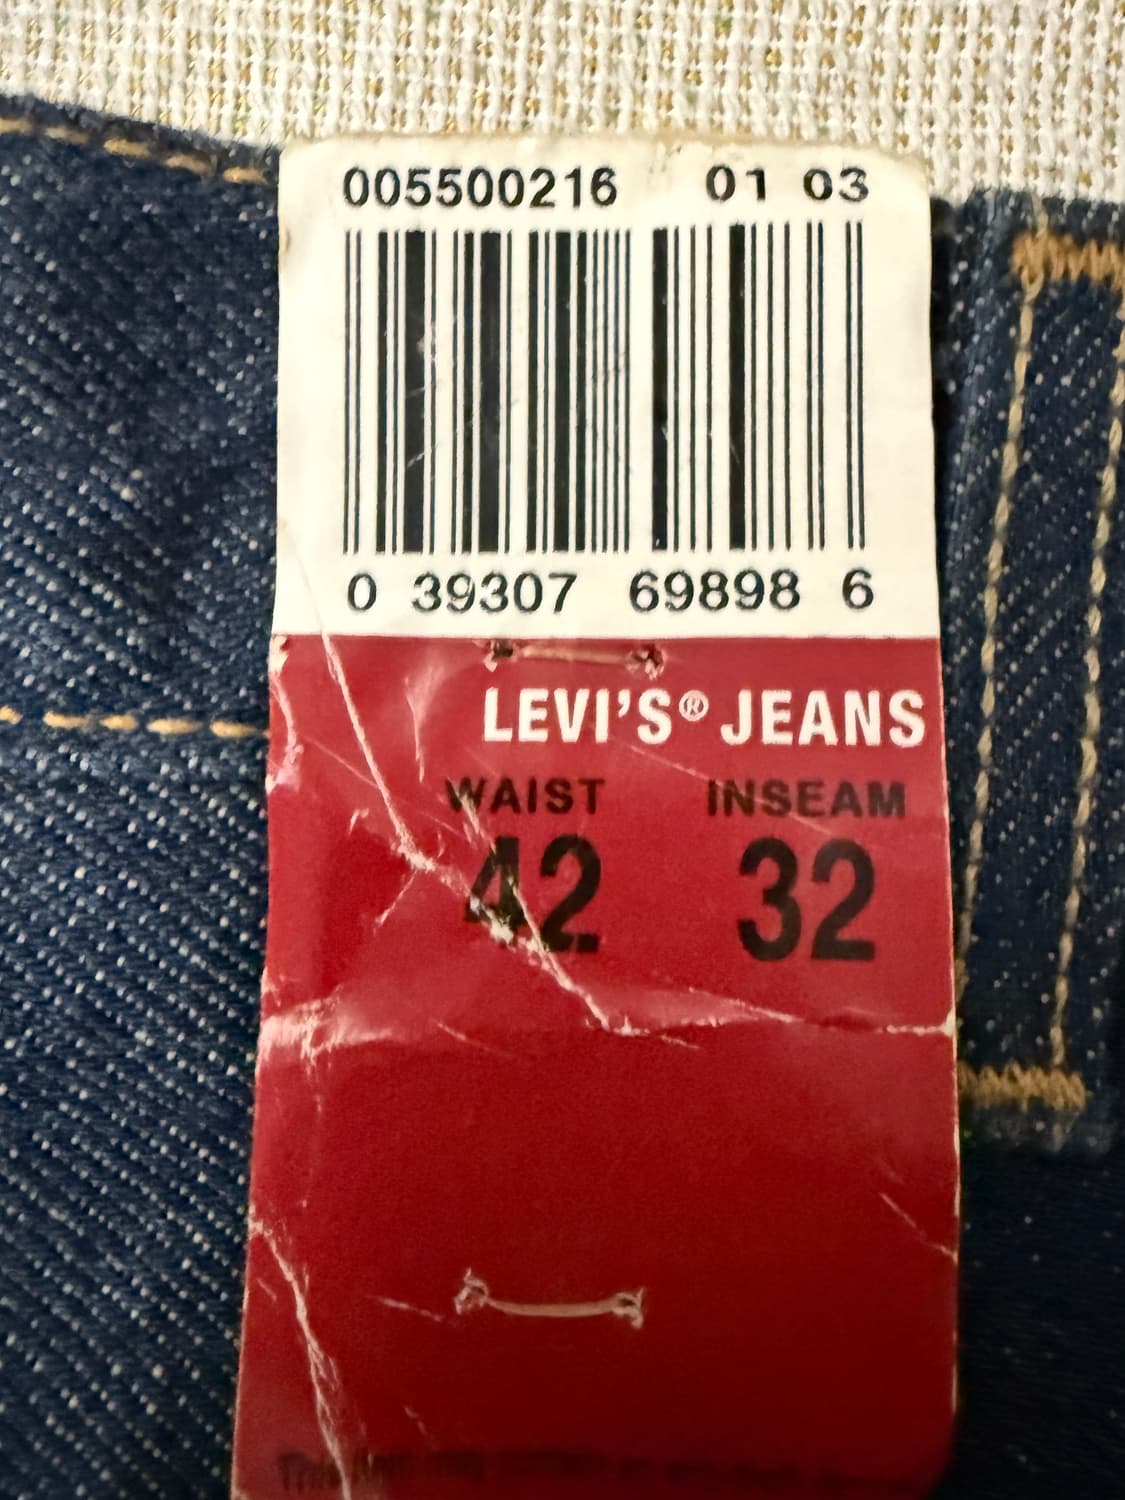 005500216 01 03
0 39307 69898 6
LEVI'S® JEANS
WAIST INSEAM
42 32